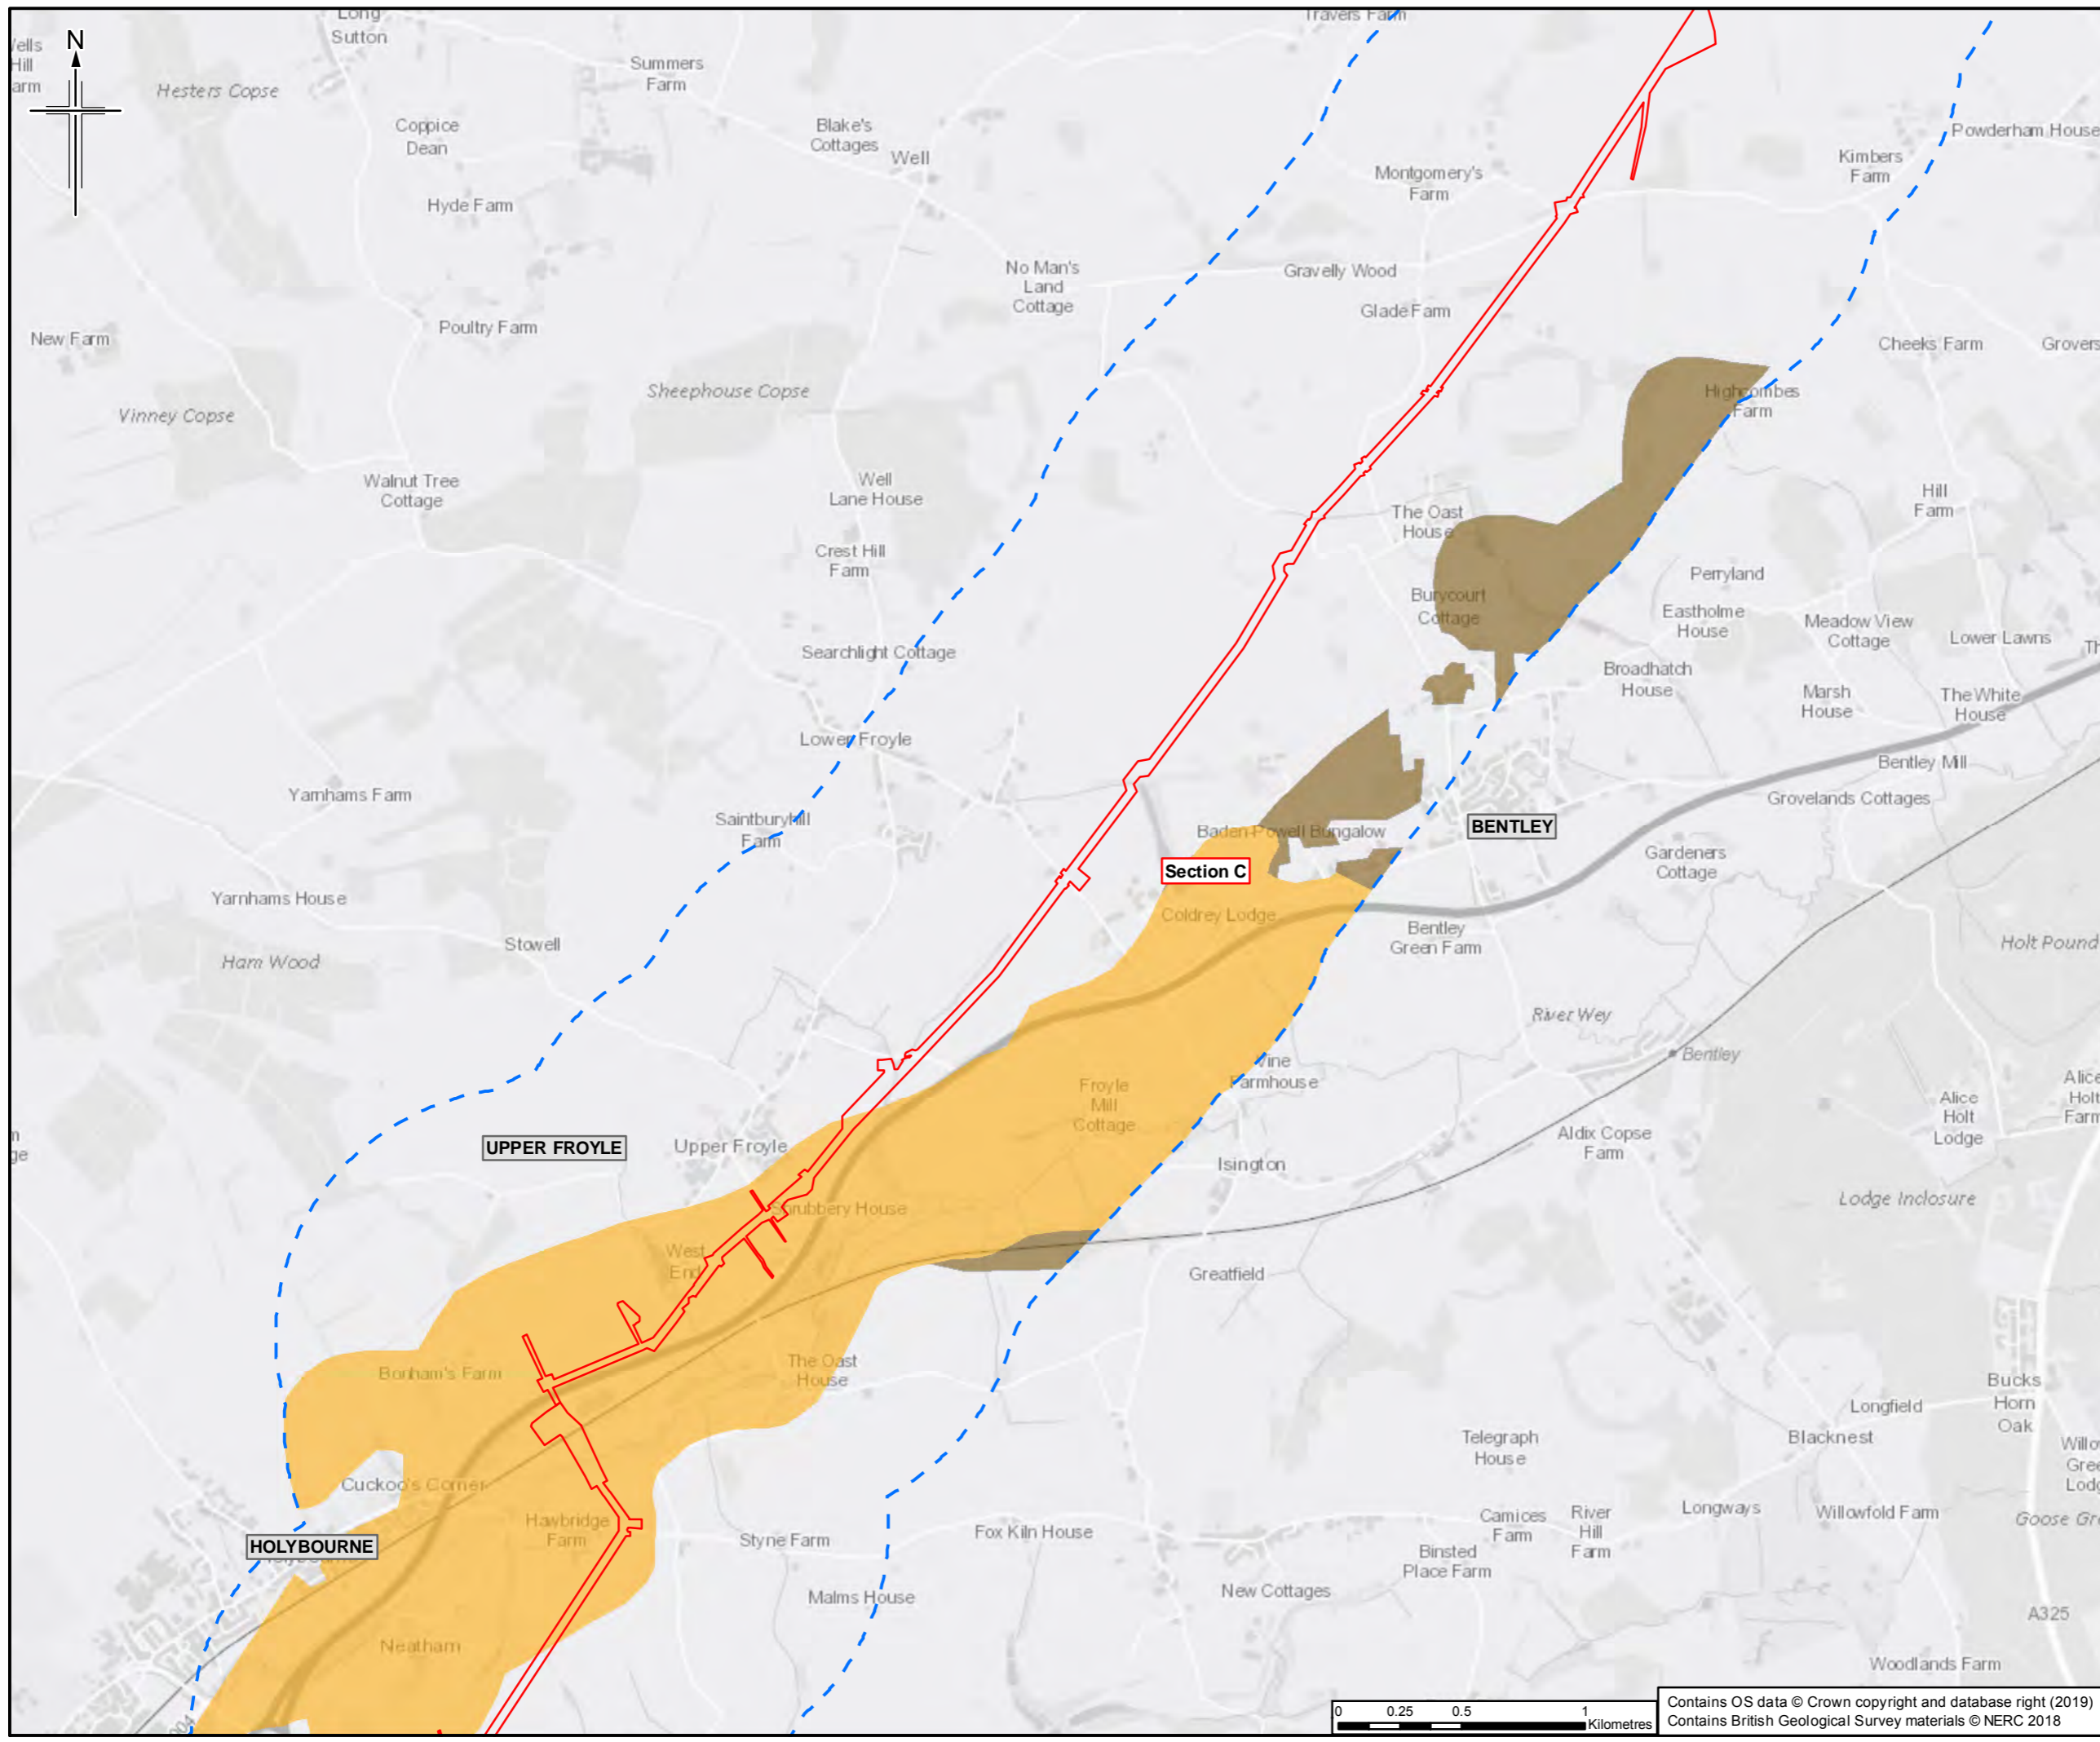 Long
Sutton
Travers Farm
N
Hill
Hesters Copse
Summers
Farm
Coppice
Dean
Blake's
Cottages
Well
Powderham House
Kimbers
Farm
Montgomery's
Farm
Hyde Farm
No Man's
Land
Cottage
Gravelly Wood
Glade Farm
New Farm
Poultry Farm
Cheeks Farm
Grovers
Sheephouse Copse
Highcombes
Farm
Vinney Copse
Walnut Tree
Cottage
Well
Lane House
The Oast
House
Hill
Farm
Crest Hill
Farm
Perryland
Burycourt
Cottage
Eastholme
House
Meadow View
Cottage
Lower Lawns
Searchlight Cottage
Broadhatch
House
Marsh
House
The White
House
Lower Froyle
Bentley Mill
Yarnhams Farm
Grovelands Cottages
Saintburyhill
Farm
Baden-Powell Bungalow
BENTLEY
Section C
Gardeners
Cottage
Yarnhams House
Coldrey Lodge
Stowell
Bentley
Green Farm
Holt Pound
Ham Wood
River Wey
Bentley
Vine
Farmhouse
Froyle
Mill
Cottage
Alice
Holt
Lodge
Alice
Holt
Farm
UPPER FROYLE
Upper Froyle
Aldix Copse
Farm
Isington
Lodge Inclosure
Shrubbery House
West
End
Greatfield
Bonham's Farm
The Oast
House
Bucks
Horn
Oak
Longfield
Telegraph
House
Blacknest
Cuckoo's Corner
Hawbridge
Farm
Styne Farm
Fox Kiln House
Camices
Farm
River
Hill
Farm
Longways
Willowfold Farm
HOLYBOURNE
Binsted
Place Farm
New Cottages
Malms House
A325
Neatham
Woodlands Farm
0 0.25 0.5 1
Kilometres
Contains OS data © Crown copyright and database right (2019)
Contains British Geological Survey materials © NERC 2018